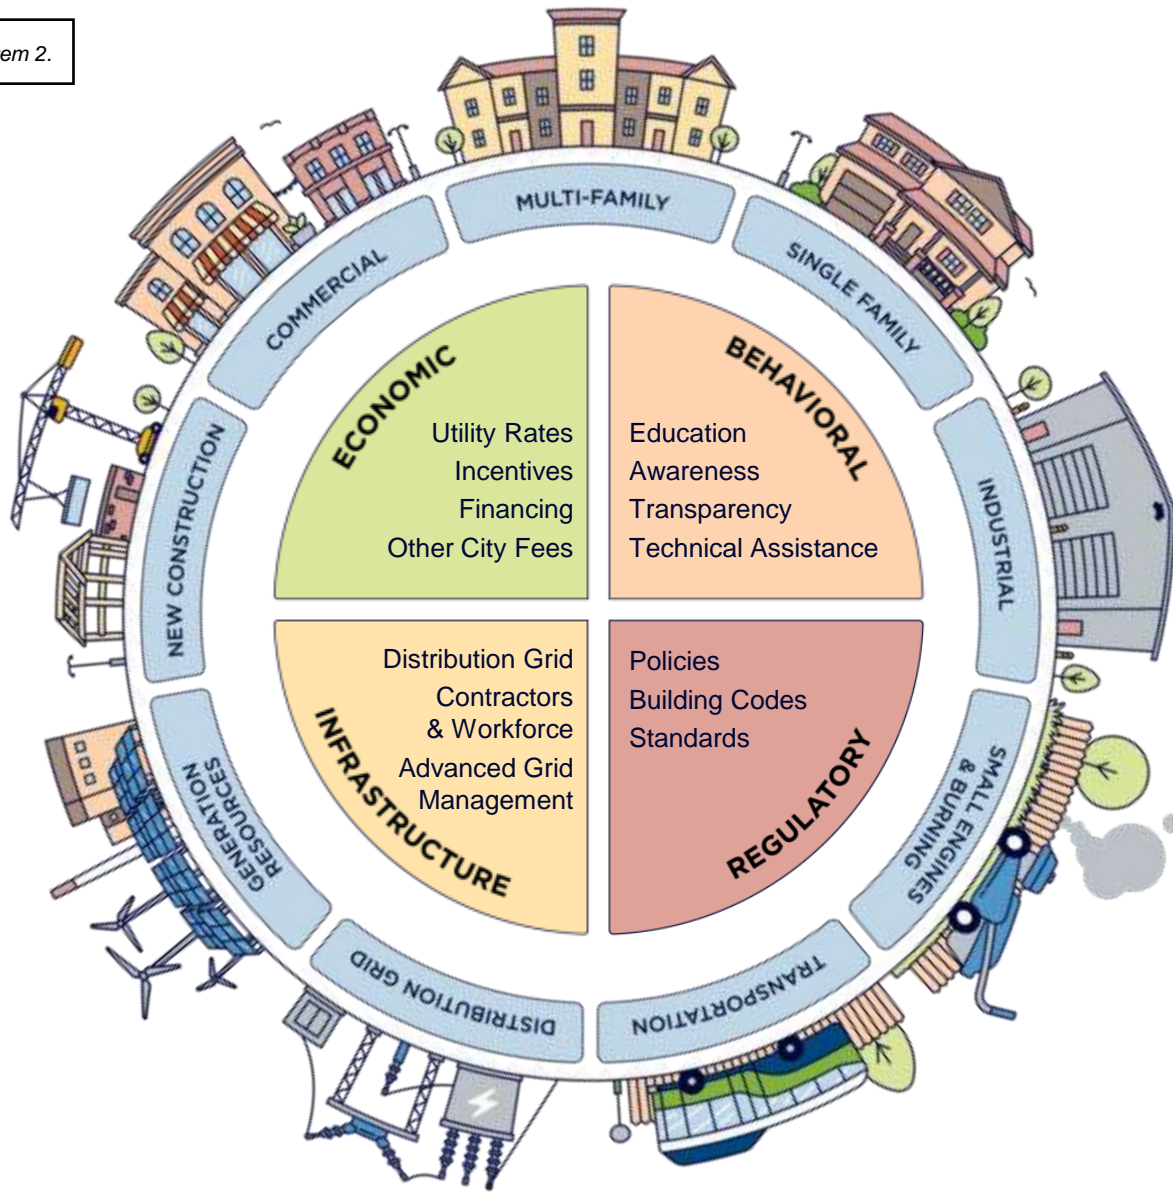 em 2.
MULTI-FAMILY
SINGLE FAMILY
INDUSTRIAL
SMALL ENGINES
& BURNING
TRANSPORTATION
DISTRIBUTION GRID
GENERATION
RESOURCES
NEW CONSTRUCTION
COMMERCIAL
ECONOMIC
Utility Rates
Incentives
Financing
Other City Fees
BEHAVIORAL
Education
Awareness
Transparency
Technical Assistance
INFRASTRUCTURE
Distribution Grid
Contractors
& Workforce
Advanced Grid
Management
REGULATORY
Policies
Building Codes
Standards